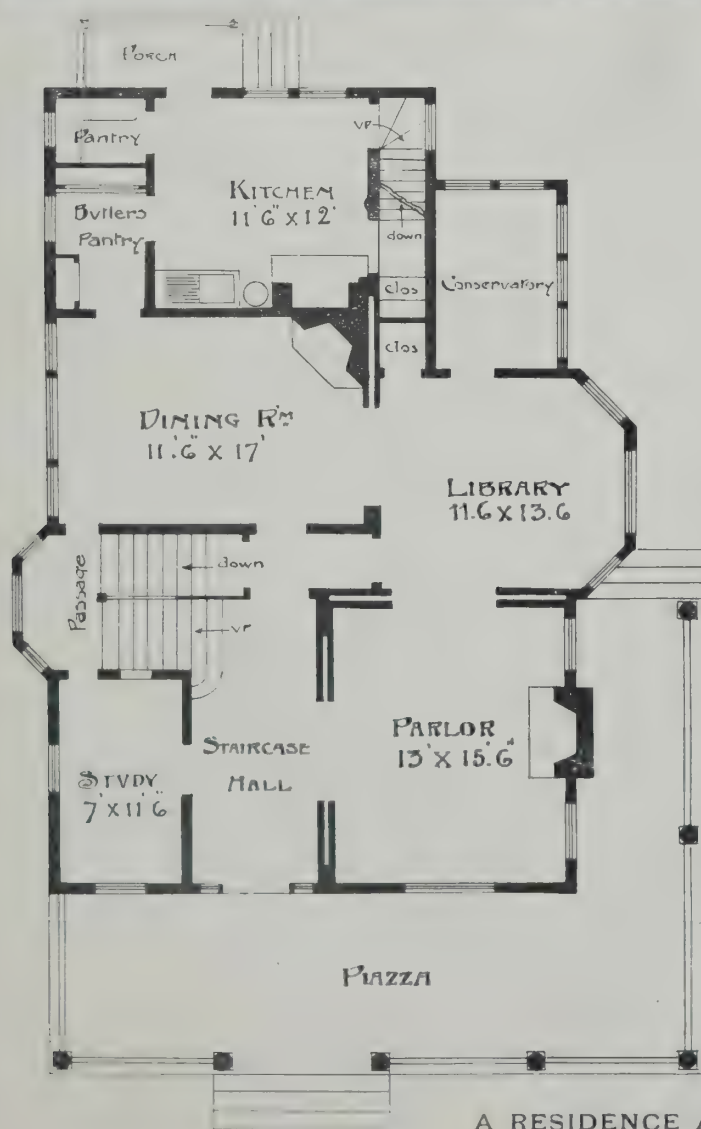 PORCH
Pantry
UP
KITCHEN
11'6" X 12'
Butlers
Pantry
down
clos
Conservatory
clos
DINING RM
11'.6" X 17'
LIBRARY
11.6 X 13.6
Passage
down
UP
PARLOR
13' X 15'.6"
STAIRCASE
HALL
STVDY
7' X 11' 6"
PIAZZA
A RESIDENCE